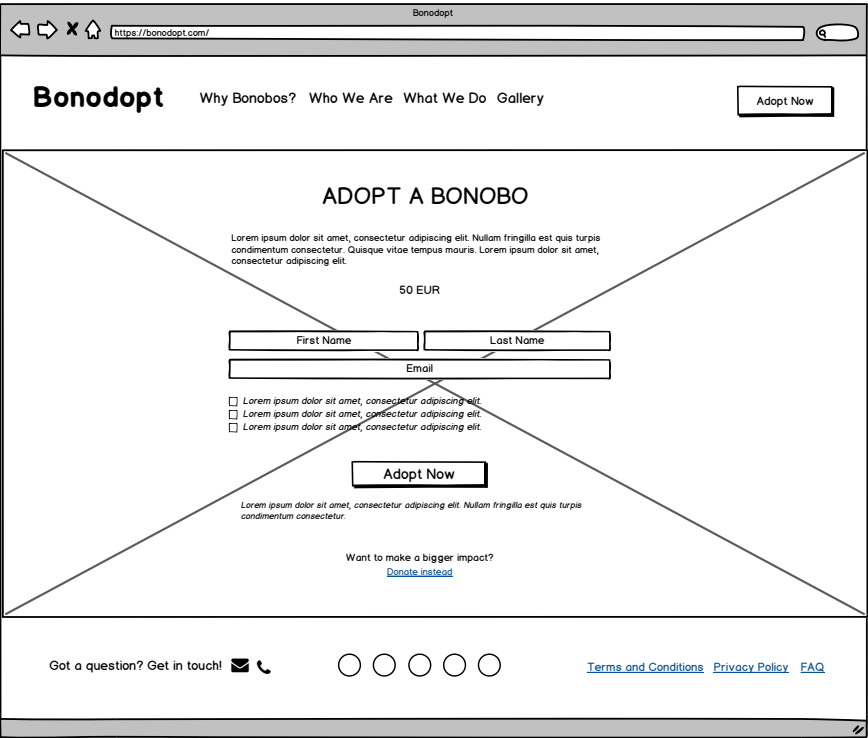 Bonodopt
https://bonodopt.com/
Bonodopt
Why Bonobos? Who We Are What We Do Gallery
Adopt Now
ADOPT A BONOBO
Lorem ipsum dolor sit amet, consectetur adipiscing elit. Nullam fringilla est quis turpis
condimentum consectetur. Quisque vitae tempus mauris. Lorem ipsum dolor sit amet,
consectetur adipiscing elit.
50 EUR
First Name
Last Name
Email
Lorem ipsum dolor sit amet, consectetur adipiscing elit.
Lorem ipsum dolor sit amet, consectetur adipiscing elit.
Lorem ipsum dolor sit amet, consectetur adipiscing elit.
Adopt Now
Lorem ipsum dolor sit amet, consectetur adipiscing elit. Nullam fringilla est quis turpis
condimentum consectetur.
Want to make a bigger impact?
Donate instead
Got a question? Get in touch!
Terms and Conditions Privacy Policy FAQ